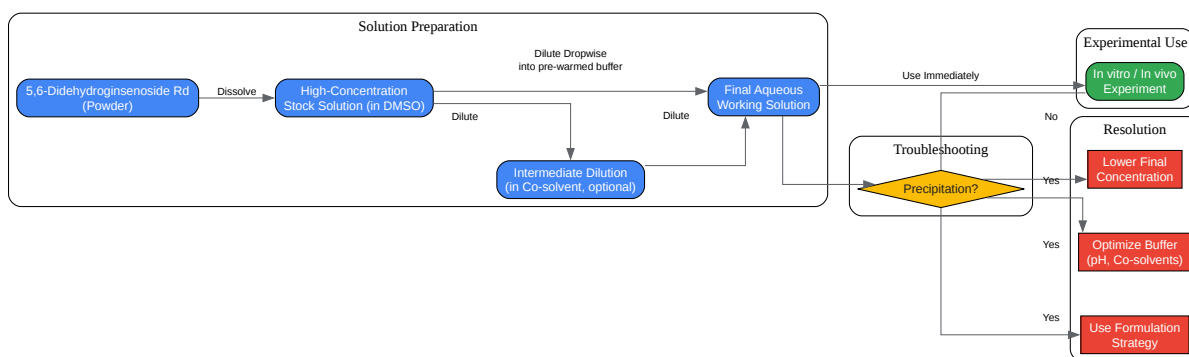 Solution Preparation
5,6-Didehydroginsenoside Rd
(Powder)
Dissolve
High-Concentration
Stock Solution (in DMSO)
Dilute Dropwise
into pre-warmed buffer
Dilute
Intermediate Dilution
(in Co-solvent, optional)
Dilute
Final Aqueous
Working Solution
Use Immediately
Experimental Use
In vitro / In vivo
Experiment
Troubleshooting
Precipitation?
No
Yes
Yes
Yes
Resolution
Lower Final
Concentration
Optimize Buffer
(pH, Co-solvents)
Use Formulation
Strategy